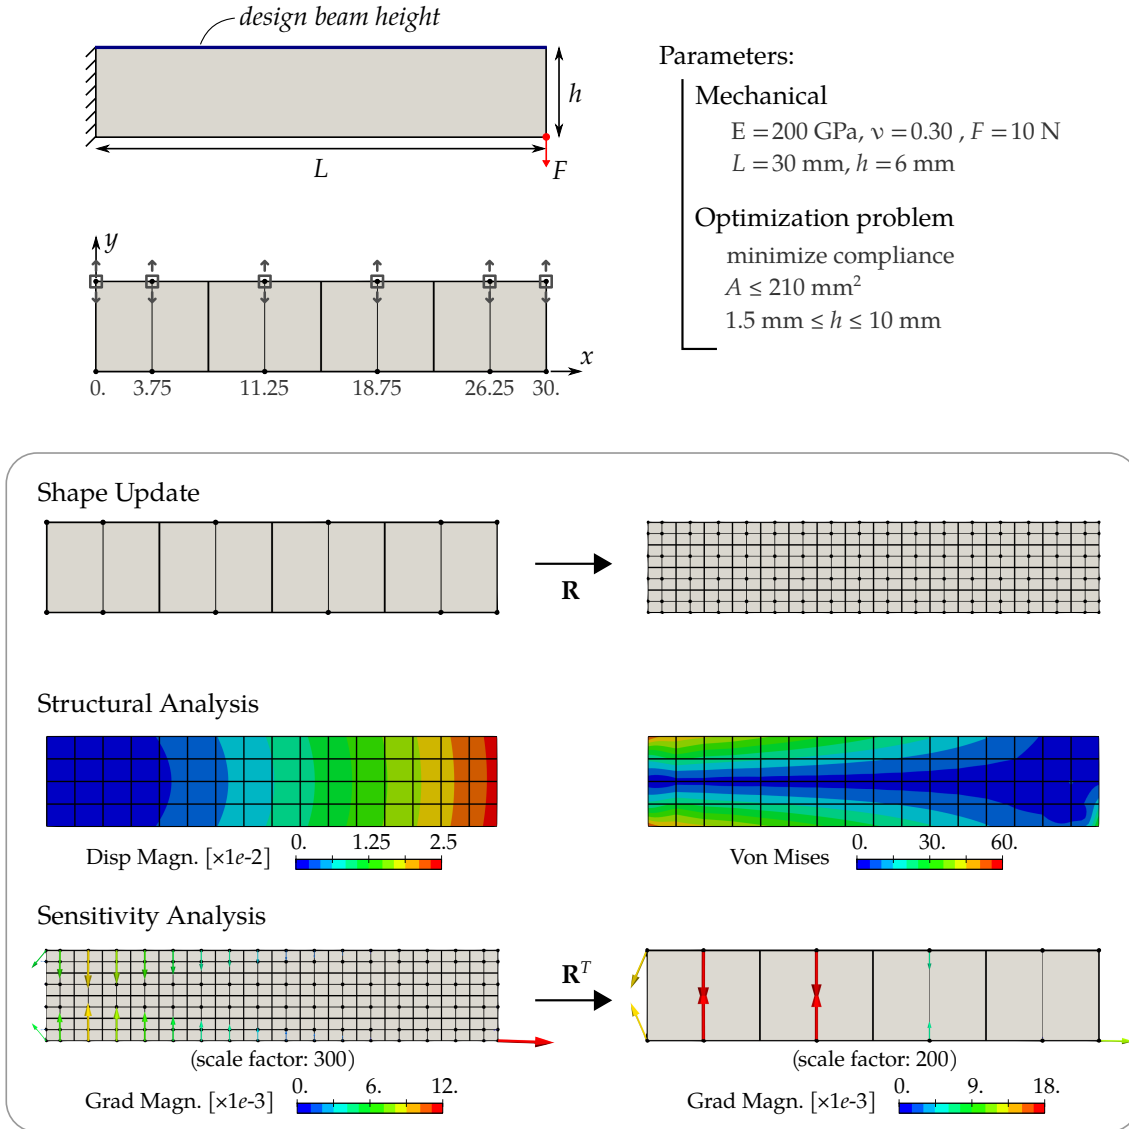 design beam height
h
L
F
Parameters:
Mechanical
E = 200 GPa, ν = 0.30 , F = 10 N
L = 30 mm, h = 6 mm
Optimization problem
minimize compliance
A ≤ 210 mm²
1.5 mm ≤ h ≤ 10 mm
y
x
0. 3.75 11.25 18.75 26.25 30.
Shape Update
R
Structural Analysis
Disp Magn. [×1e-2] 0. 1.25 2.5
Von Mises 0. 30. 60.
Sensitivity Analysis
Rᵀ
(scale factor: 300)
Grad Magn. [×1e-3] 0. 6. 12.
(scale factor: 200)
Grad Magn. [×1e-3] 0. 9. 18.